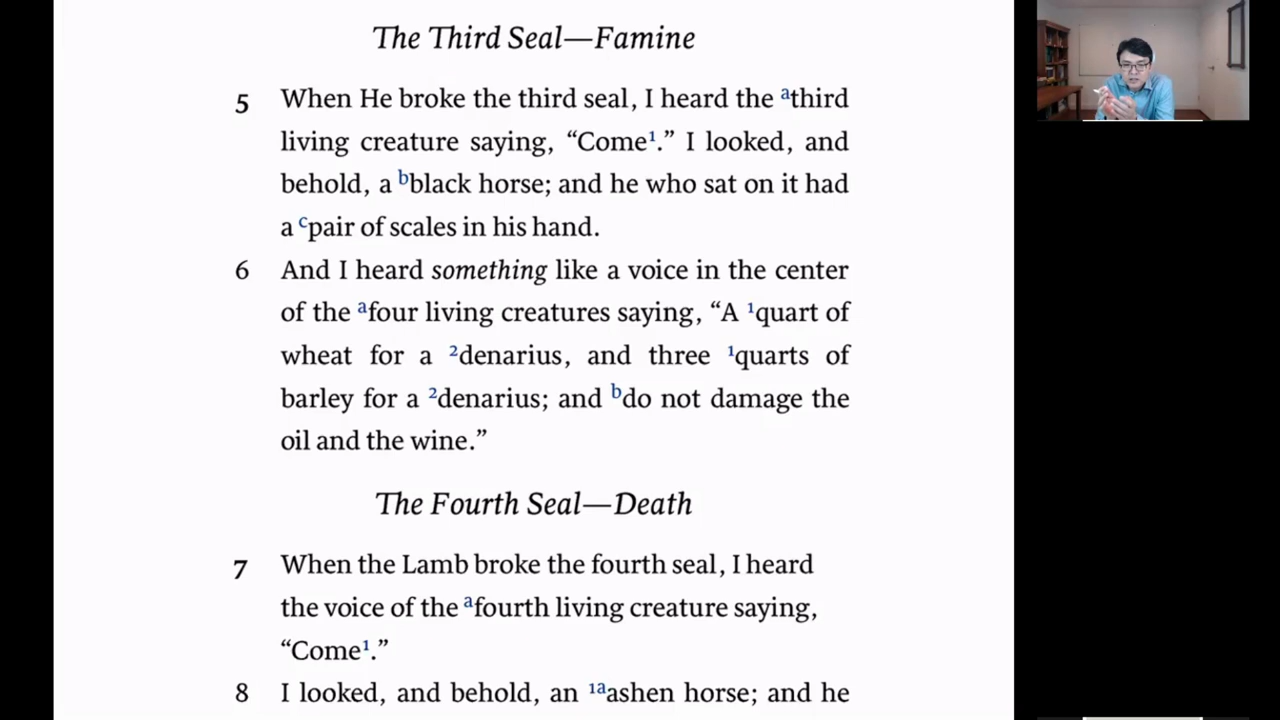 The Third Seal—Famine
5 When He broke the third seal, I heard the ᵃthird
living creature saying, “Come¹.” I looked, and
behold, a ᵇblack horse; and he who sat on it had
a ᶜpair of scales in his hand.
6 And I heard something like a voice in the center
of the ᵃfour living creatures saying, “A ¹quart of
wheat for a ²denarius, and three ¹quarts of
barley for a ²denarius; and ᵇdo not damage the
oil and the wine.”
The Fourth Seal—Death
7 When the Lamb broke the fourth seal, I heard
the voice of the ᵃfourth living creature saying,
“Come¹.”
8 I looked, and behold, an ¹ᵃashen horse; and he